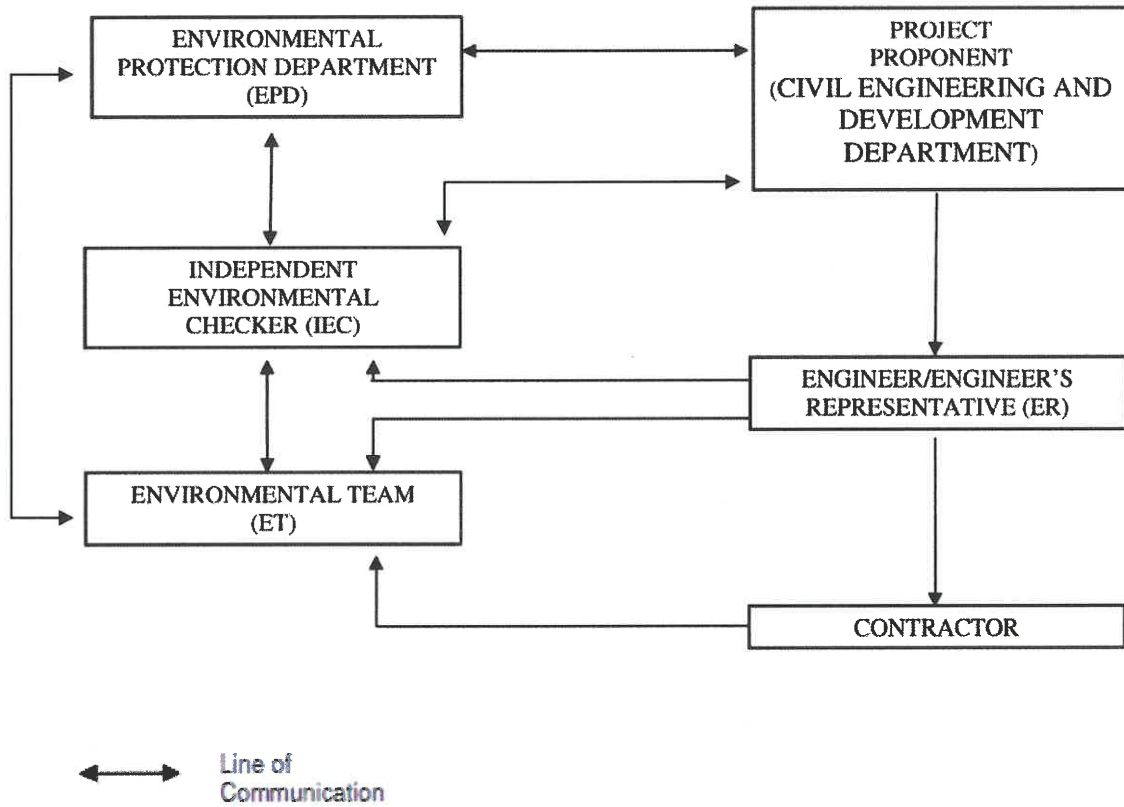 ENVIRONMENTAL
PROTECTION DEPARTMENT
(EPD)
PROJECT
PROPONENT
(CIVIL ENGINEERING AND
DEVELOPMENT
DEPARTMENT)
INDEPENDENT
ENVIRONMENTAL
CHECKER (IEC)
ENGINEER/ENGINEER'S
REPRESENTATIVE (ER)
ENVIRONMENTAL TEAM
(ET)
CONTRACTOR
Line of
Communication